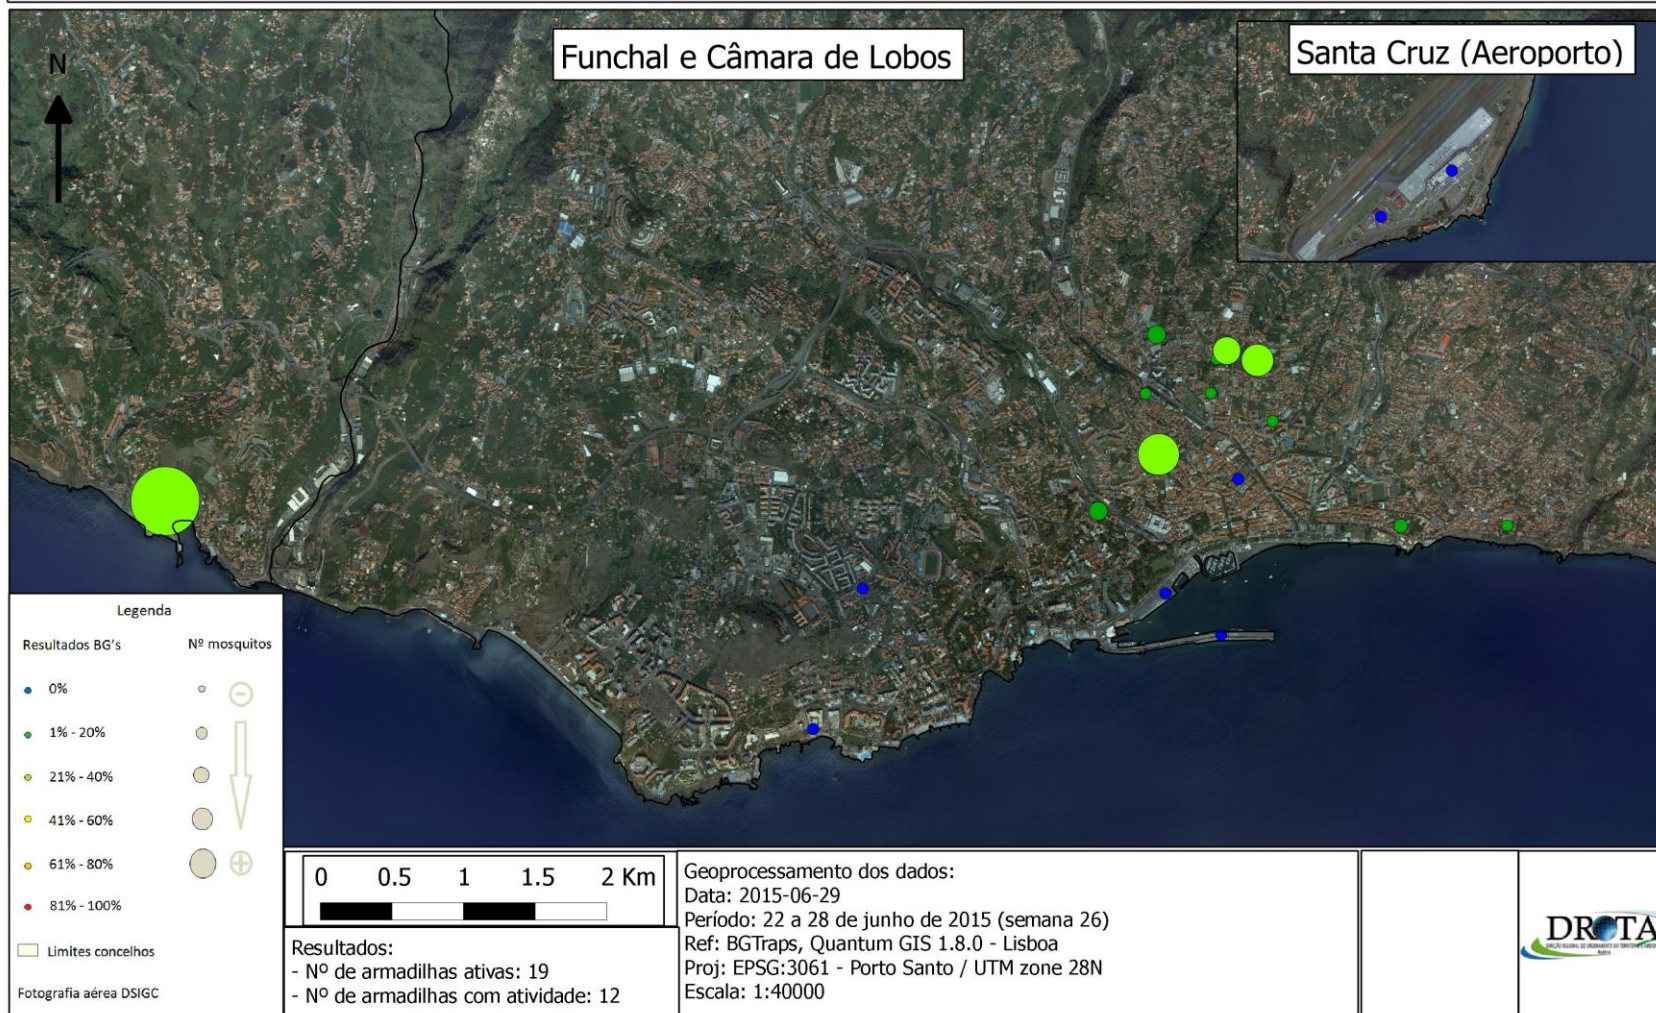 Funchal e Câmara de Lobos
Santa Cruz (Aeroporto)
N
Legenda
Resultados BG's
Nº mosquitos
0%
1% - 20%
21% - 40%
41% - 60%
61% - 80%
81% - 100%
Limites concelhos
Fotografia aérea DSIGC
0 0.5 1 1.5 2 Km
Resultados:
- Nº de armadilhas ativas: 19
- Nº de armadilhas com atividade: 12
Geoprocessamento dos dados:
Data: 2015-06-29
Período: 22 a 28 de junho de 2015 (semana 26)
Ref: BGTraps, Quantum GIS 1.8.0 - Lisboa
Proj: EPSG:3061 - Porto Santo / UTM zone 28N
Escala: 1:40000
DROTA